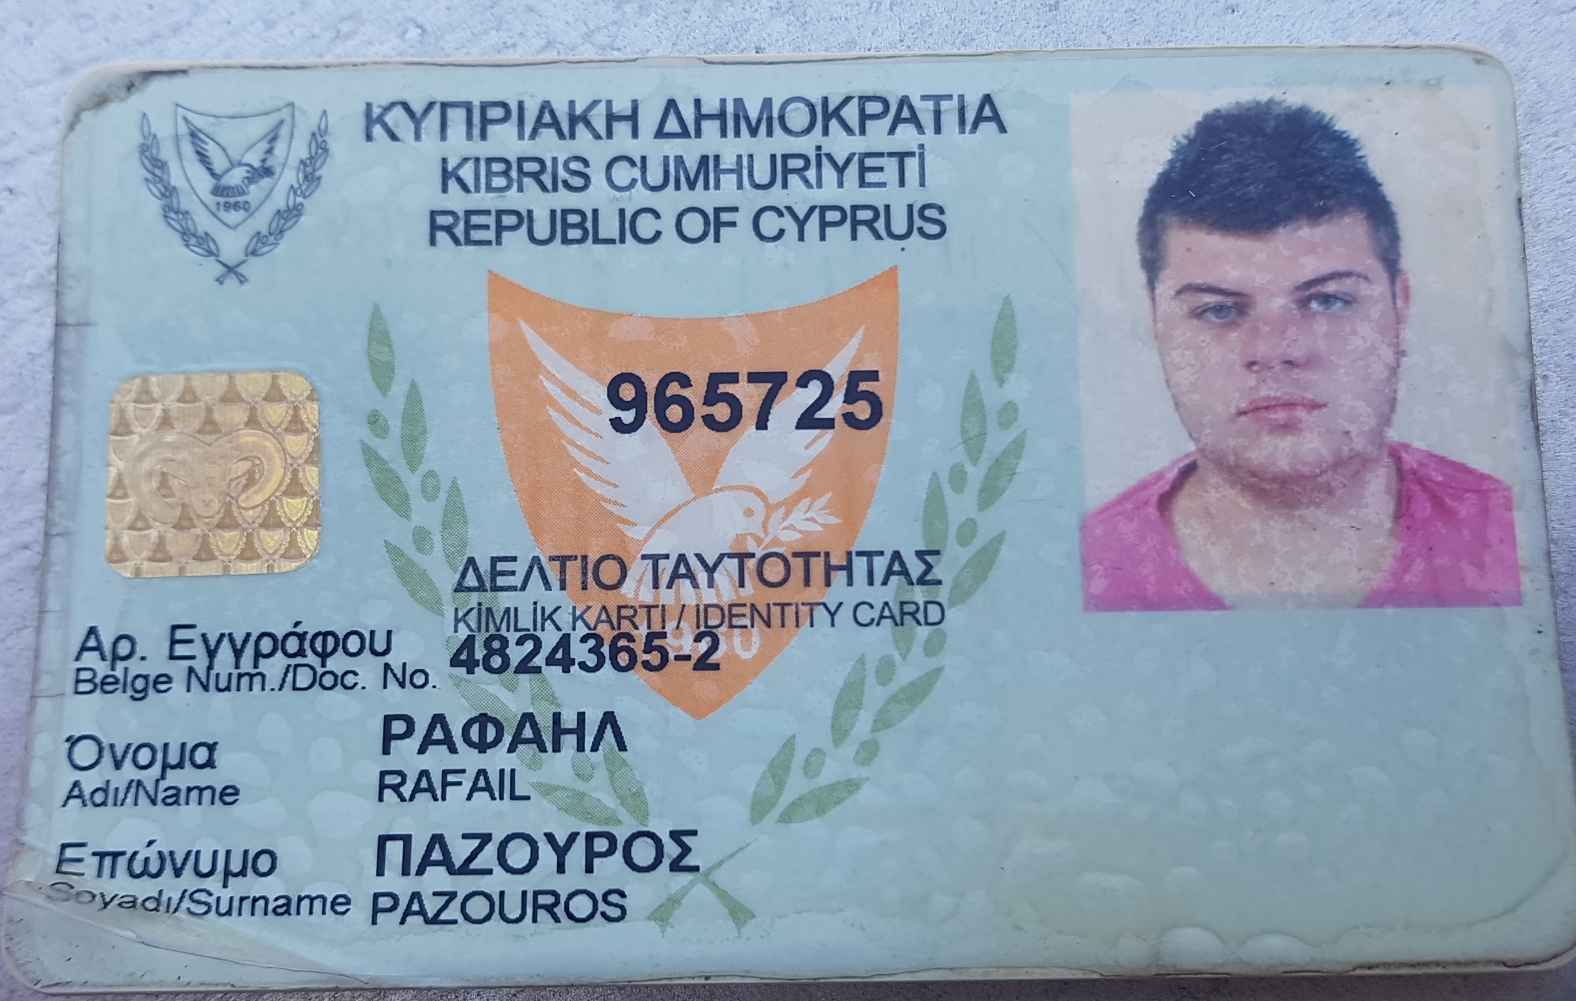 1960
ΚΥΠΡΙΑΚΗ ΔΗΜΟΚΡΑΤΙΑ
KIBRIS CUMHURİYETİ
REPUBLIC OF CYPRUS
965725
ΔΕΛΤΙΟ ΤΑΥΤΟΤΗΤΑΣ
KİMLİK KARTI / IDENTITY CARD
1960
Αρ. Εγγράφου
Belge Num./Doc. No. 4824365-2
Όνομα ΡΑΦΑΗΛ
Adı/Name RAFAIL
Επώνυμο ΠΑΖΟΥΡΟΣ
Soyadı/Surname PAZOUROS